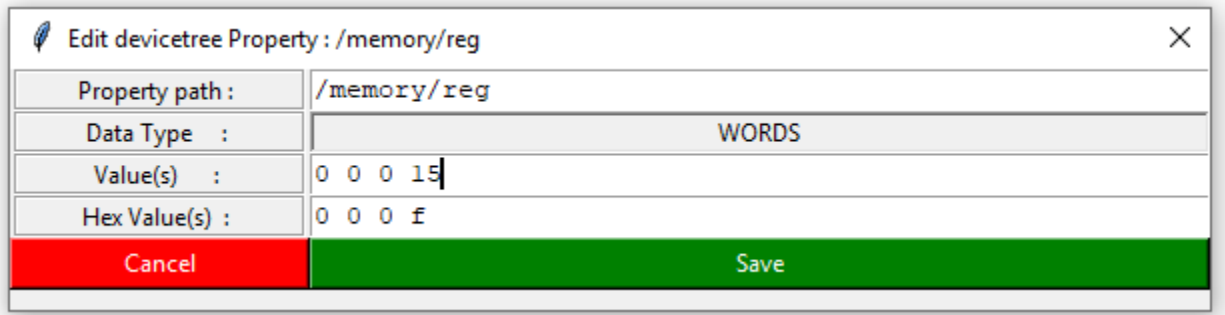 Edit devicetree Property : /memory/reg
Property path : /memory/reg
Data Type : WORDS
Value(s) : 0 0 0 15
Hex Value(s) : 0 0 0 f
Cancel Save